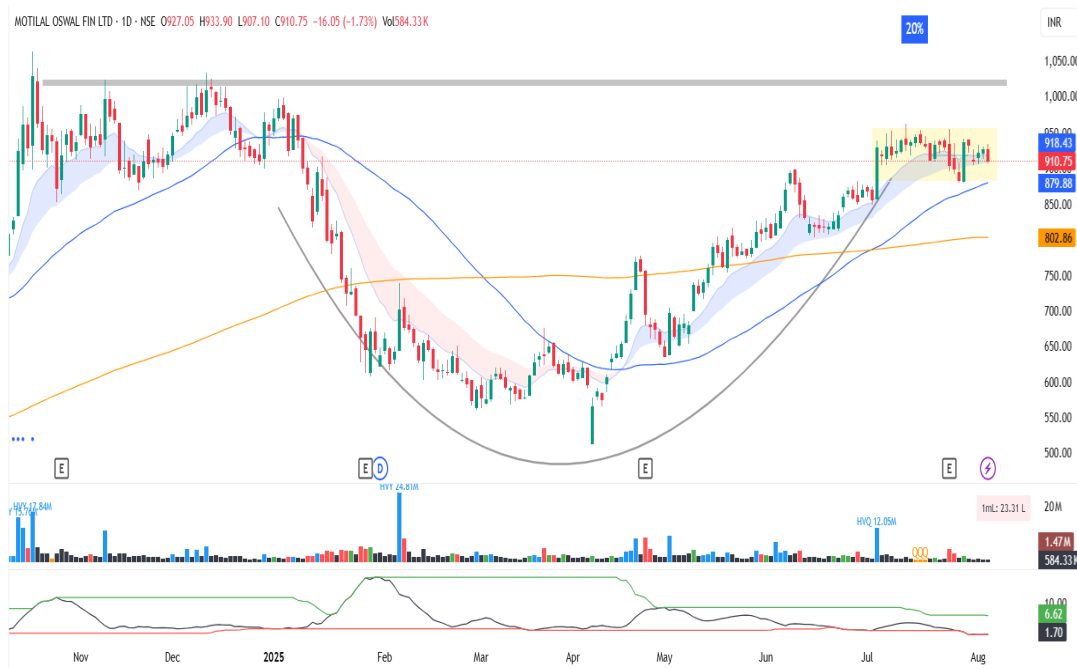 MOTILAL OSWAL FIN LTD · 1D · NSE O927.05 H933.90 L907.10 C910.75 −16.05 (−1.73%) Vol584.33K
20%
INR
1,050.00
1,000.00
918.43
910.75
879.88
850.00
802.86
750.00
700.00
650.00
600.00
550.00
500.00
E
E
D
E
E
HVY 17.84M
HVY 24.81M
HVQ 12.05M
1mL: 23.31 L
20M
1.47M
584.33K
10.00
6.62
1.70
Nov
Dec
2025
Feb
Mar
Apr
May
Jun
Jul
Aug